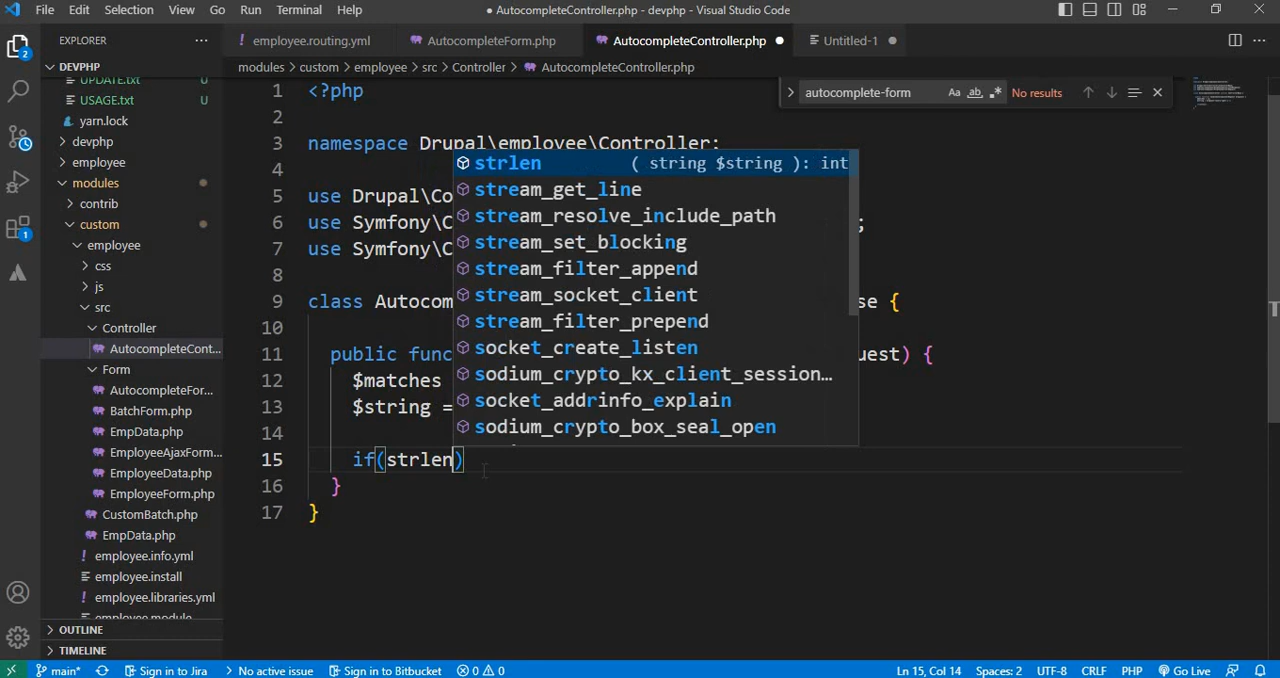 File Edit Selection View Go Run Terminal Help
● AutocompleteController.php - devphp - Visual Studio Code
EXPLORER
employee.routing.yml
AutocompleteForm.php
AutocompleteController.php ●
Untitled-1 ●
DEVPHP
modules > custom > employee > src > Controller > AutocompleteController.php
UPDATE.txt U
USAGE.txt U
yarn.lock
devphp
employee
modules
contrib
custom
employee
css
js
src
Controller
AutocompleteCont...
Form
AutocompleteFor...
BatchForm.php
EmpData.php
EmployeeAjaxForm...
EmployeeData.php
EmployeeForm.php
CustomBatch.php
EmpData.php
employee.info.yml
employee.install
employee.libraries.yml
employee.module
OUTLINE
TIMELINE
autocomplete-form Aa ab No results
1 <?php
2
3 namespace Drupal\employee\Controller;
4
5 use Drupal\Co
6 use Symfony\C ;
7 use Symfony\C
8
9 class Autocom se {
10
11 public func uest) {
12 $matches
13 $string =
14
15 if(strlen)
16 }
17 }
strlen ( string $string ): int
stream_get_line
stream_resolve_include_path
stream_set_blocking
stream_filter_append
stream_socket_client
stream_filter_prepend
socket_create_listen
sodium_crypto_kx_client_session...
socket_addrinfo_explain
sodium_crypto_box_seal_open
main* Sign in to Jira No active issue Sign in to Bitbucket 0 0 Ln 15, Col 14 Spaces: 2 UTF-8 CRLF PHP Go Live